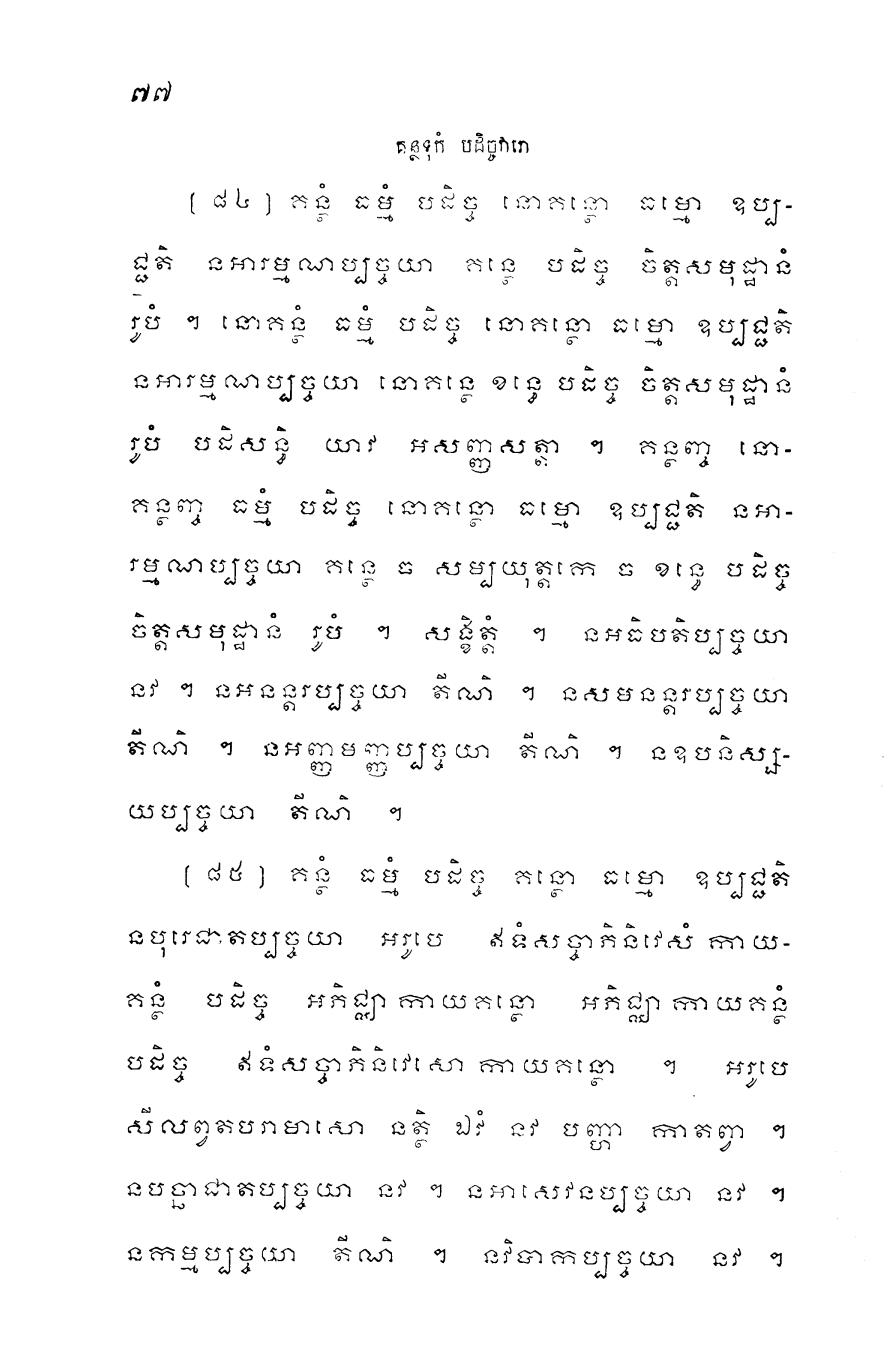 ៧៧
គន្ថទុកំ បដិច្ចវារោ
[ ៨៤ ] គន្ថំ ធម្មំ បដិច្ច នោគន្ថោ ធម្មោ ឧប្ប-
ជ្ជតិ នអារម្មណប្បច្ចយា គន្ថេ បដិច្ច ចិត្តសមុដ្ឋានំ
រូបំ ។ នោគន្ថំ ធម្មំ បដិច្ច នោគន្ថោ ធម្មោ ឧប្បជ្ជតិ
នអារម្មណប្បច្ចយា នោគន្ថេ ខន្ធេ បដិច្ច ចិត្តសមុដ្ឋានំ
រូបំ បដិសន្ធិ យាវ អសញ្ញសត្តា ។ គន្ថញ្ច នោ-
គន្ថញ្ច ធម្មំ បដិច្ច នោគន្ថោ ធម្មោ ឧប្បជ្ជតិ នអា-
រម្មណប្បច្ចយា គន្ថេ ច សម្បយុត្តកេ ច ខន្ធេ បដិច្ច
ចិត្តសមុដ្ឋានំ រូបំ ។ សង្ខិត្តំ ។ នអធិបតិប្បច្ចយា
នវ ។ នអនន្តរប្បច្ចយា តីណិ ។ នសមនន្តរប្បច្ចយា
តីណិ ។ នអញ្ញមញ្ញប្បច្ចយា តីណិ ។ នឧបនិស្ស-
យប្បច្ចយា តីណិ ។
[ ៨៥ ] គន្ថំ ធម្មំ បដិច្ច គន្ថោ ធម្មោ ឧប្បជ្ជតិ
នបុរេជាតប្បច្ចយា អរូបេ ឥទំសច្ចាភិនិវេសំ កាយ-
គន្ថំ បដិច្ច អភិជ្ឈា កាយគន្ថោ អភិជ្ឈា កាយគន្ថំ
បដិច្ច ឥទំសច្ចាភិនិវេសោ កាយគន្ថោ ។ អរូបេ
សីលព្វតបរាមាសោ នត្ថិ ឯវំ នវ បញ្ហា កាតព្វា ។
នបច្ឆាជាតប្បច្ចយា នវ ។ នអាសេវនប្បច្ចយា នវ ។
នកម្មប្បច្ចយា តីណិ ។ នវិបាកប្បច្ចយា នវ ។